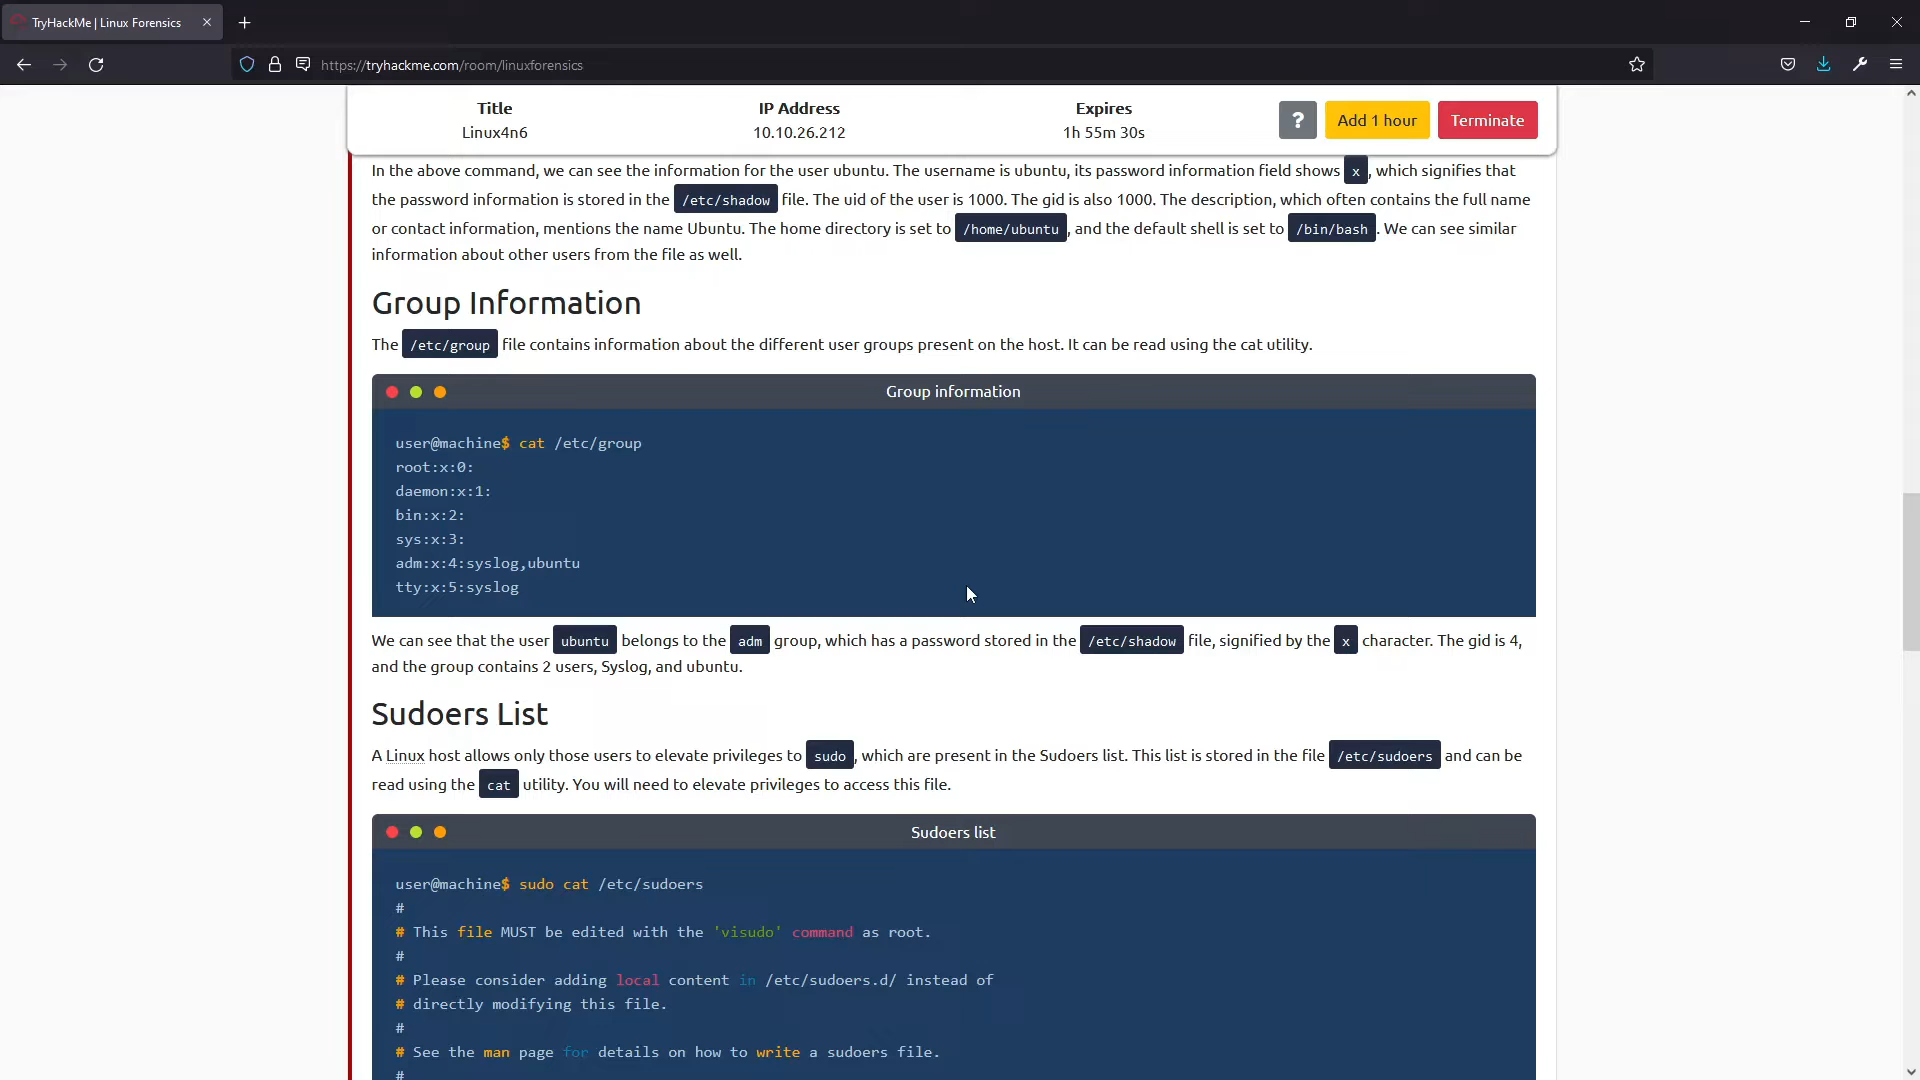 TryHackMe | Linux Forensics
https://tryhackme.com/room/linuxforensics
Title IP Address Expires
Linux4n6 10.10.26.212 1h 55m 30s
? Add 1 hour Terminate
In the above command, we can see the information for the user ubuntu. The username is ubuntu, its password information field shows x, which signifies that
the password information is stored in the /etc/shadow file. The uid of the user is 1000. The gid is also 1000. The description, which often contains the full name
or contact information, mentions the name Ubuntu. The home directory is set to /home/ubuntu, and the default shell is set to /bin/bash. We can see similar
information about other users from the file as well.
Group Information
The /etc/group file contains information about the different user groups present on the host. It can be read using the cat utility.
Group information
user@machine$ cat /etc/group
root:x:0:
daemon:x:1:
bin:x:2:
sys:x:3:
adm:x:4:syslog,ubuntu
tty:x:5:syslog
We can see that the user ubuntu belongs to the adm group, which has a password stored in the /etc/shadow file, signified by the x character. The gid is 4,
and the group contains 2 users, Syslog, and ubuntu.
Sudoers List
A Linux host allows only those users to elevate privileges to sudo, which are present in the Sudoers list. This list is stored in the file /etc/sudoers and can be
read using the cat utility. You will need to elevate privileges to access this file.
Sudoers list
user@machine$ sudo cat /etc/sudoers
#
# This file MUST be edited with the 'visudo' command as root.
#
# Please consider adding local content in /etc/sudoers.d/ instead of
# directly modifying this file.
#
# See the man page for details on how to write a sudoers file.
#